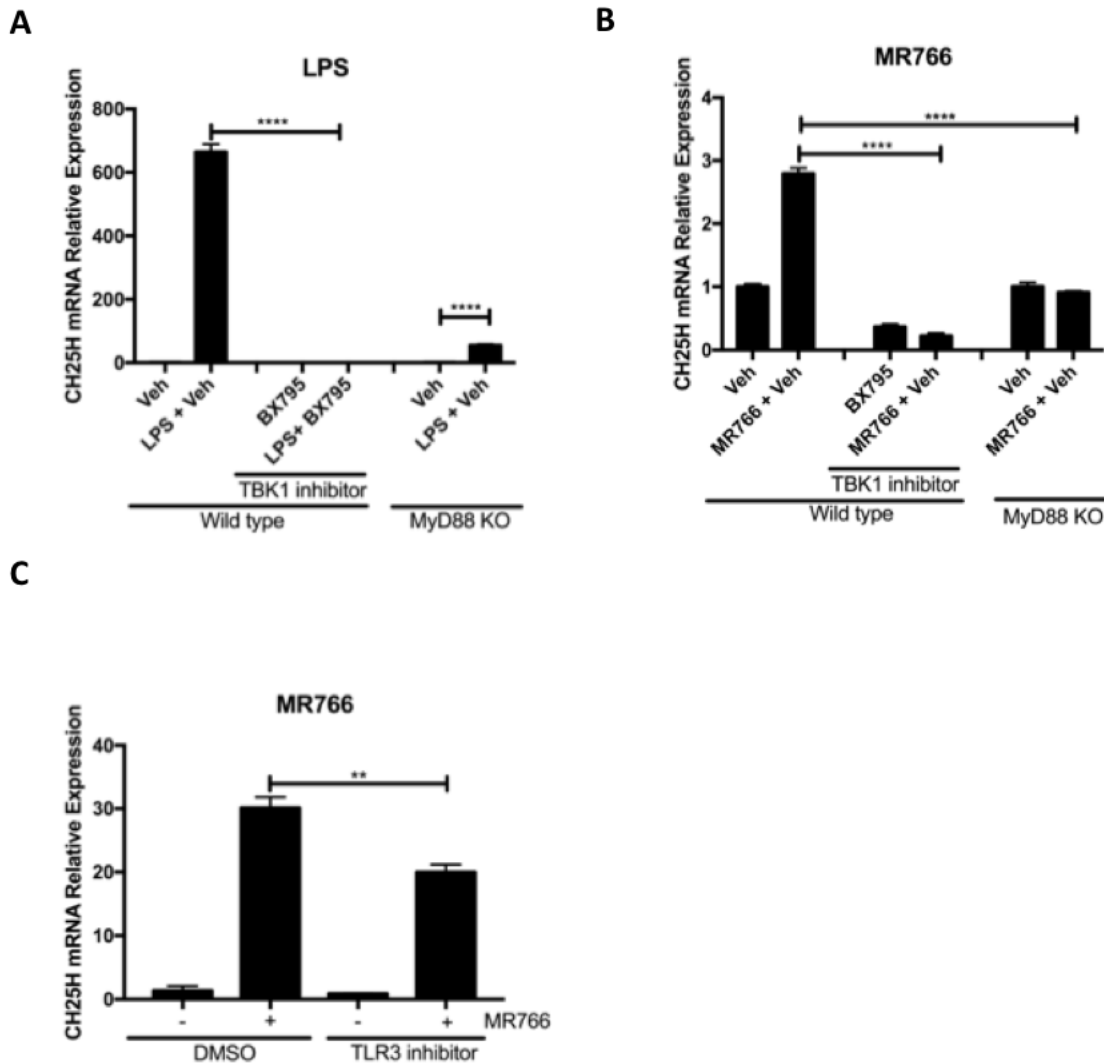 A
LPS
CH25H mRNA Relative Expression
800
600
400
200
0
****
****
Veh
LPS + Veh
BX795
LPS+ BX795
Veh
LPS + Veh
TBK1 inhibitor
Wild type
MyD88 KO
B
MR766
CH25H mRNA Relative Expression
4
3
2
1
0
****
****
Veh
MR766 + Veh
BX795
MR766 + Veh
Veh
MR766 + Veh
TBK1 inhibitor
Wild type
MyD88 KO
C
MR766
CH25H mRNA Relative Expression
40
30
20
10
0
**
- + - + MR766
DMSO
TLR3 inhibitor